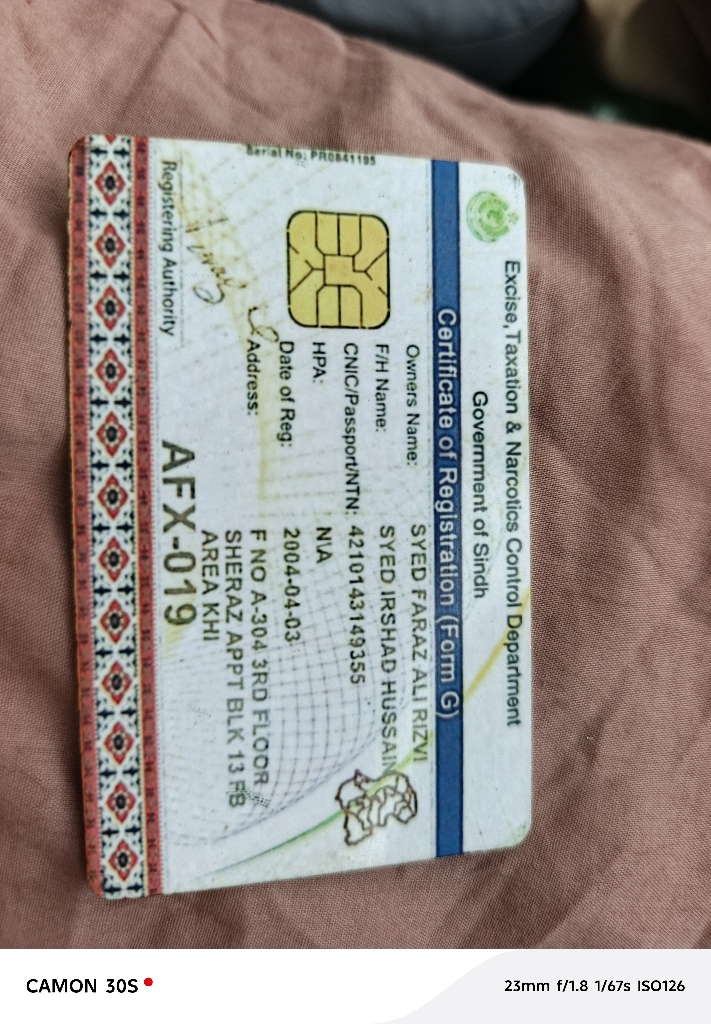 Excise, Taxation & Narcotics Control Department
Government of Sindh
Certificate of Registration (Form G)
Owners Name: SYED FARAZ ALI RIZVI
F/H Name: SYED IRSHAD HUSSAIN
CNIC/Passport/NTN: 4210143149355
HPA: N\A
Date of Reg: 2004-04-03
Address: F NO A-304 3RD FLOOR
SHERAZ APPT BLK 13 FB
AREA KHI
AFX-019
Registering Authority
Serial No: PR0841195
CAMON 30S
23mm f/1.8 1/67s ISO126